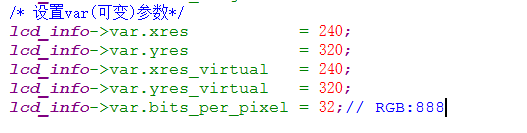 /* 设置var(可变)参数*/
lcd_info->var.xres = 240;
lcd_info->var.yres = 320;
lcd_info->var.xres_virtual = 240;
lcd_info->var.yres_virtual = 320;
lcd_info->var.bits_per_pixel = 32;// RGB:888